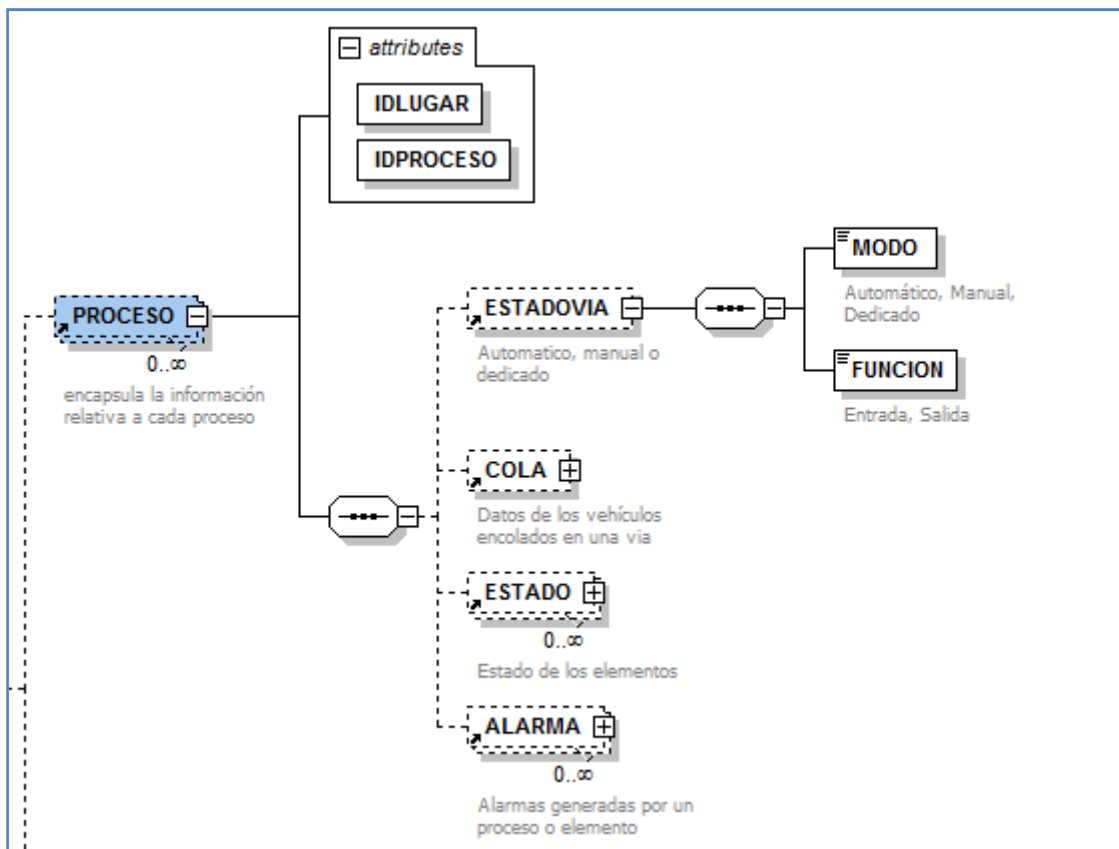 attributes
IDLUGAR
IDPROCESO
PROCESO
0..∞
encapsula la información
relativa a cada proceso
ESTADOVIA
Automatico, manual o
dedicado
MODO
Automático, Manual,
Dedicado
FUNCION
Entrada, Salida
COLA
Datos de los vehículos
encolados en una via
ESTADO
0..∞
Estado de los elementos
ALARMA
0..∞
Alarmas generadas por un
proceso o elemento